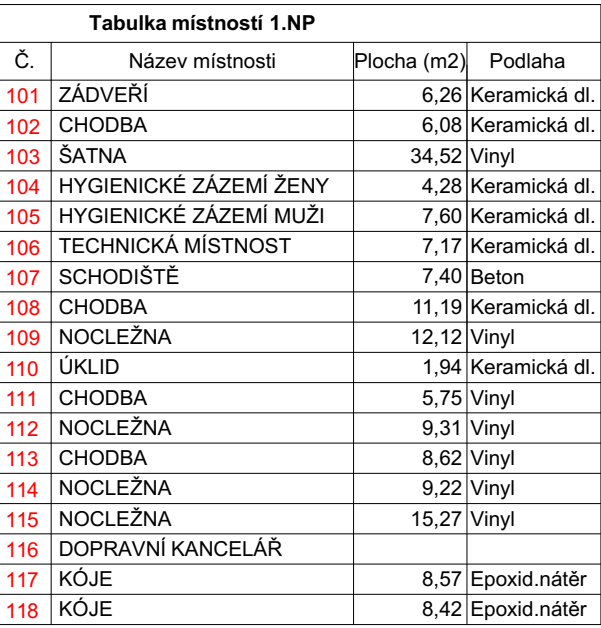 Tabulka místností 1.NP
Č. Název místnosti Plocha (m2) Podlaha
101 ZÁDVEŘÍ 6,26 Keramická dl.
102 CHODBA 6,08 Keramická dl.
103 ŠATNA 34,52 Vinyl
104 HYGIENICKÉ ZÁZEMÍ ŽENY 4,28 Keramická dl.
105 HYGIENICKÉ ZÁZEMÍ MUŽI 7,60 Keramická dl.
106 TECHNICKÁ MÍSTNOST 7,17 Keramická dl.
107 SCHODIŠTĚ 7,40 Beton
108 CHODBA 11,19 Keramická dl.
109 NOCLEŽNA 12,12 Vinyl
110 ÚKLID 1,94 Keramická dl.
111 CHODBA 5,75 Vinyl
112 NOCLEŽNA 9,31 Vinyl
113 CHODBA 8,62 Vinyl
114 NOCLEŽNA 9,22 Vinyl
115 NOCLEŽNA 15,27 Vinyl
116 DOPRAVNÍ KANCELÁŘ
117 KÓJE 8,57 Epoxid.nátěr
118 KÓJE 8,42 Epoxid.nátěr